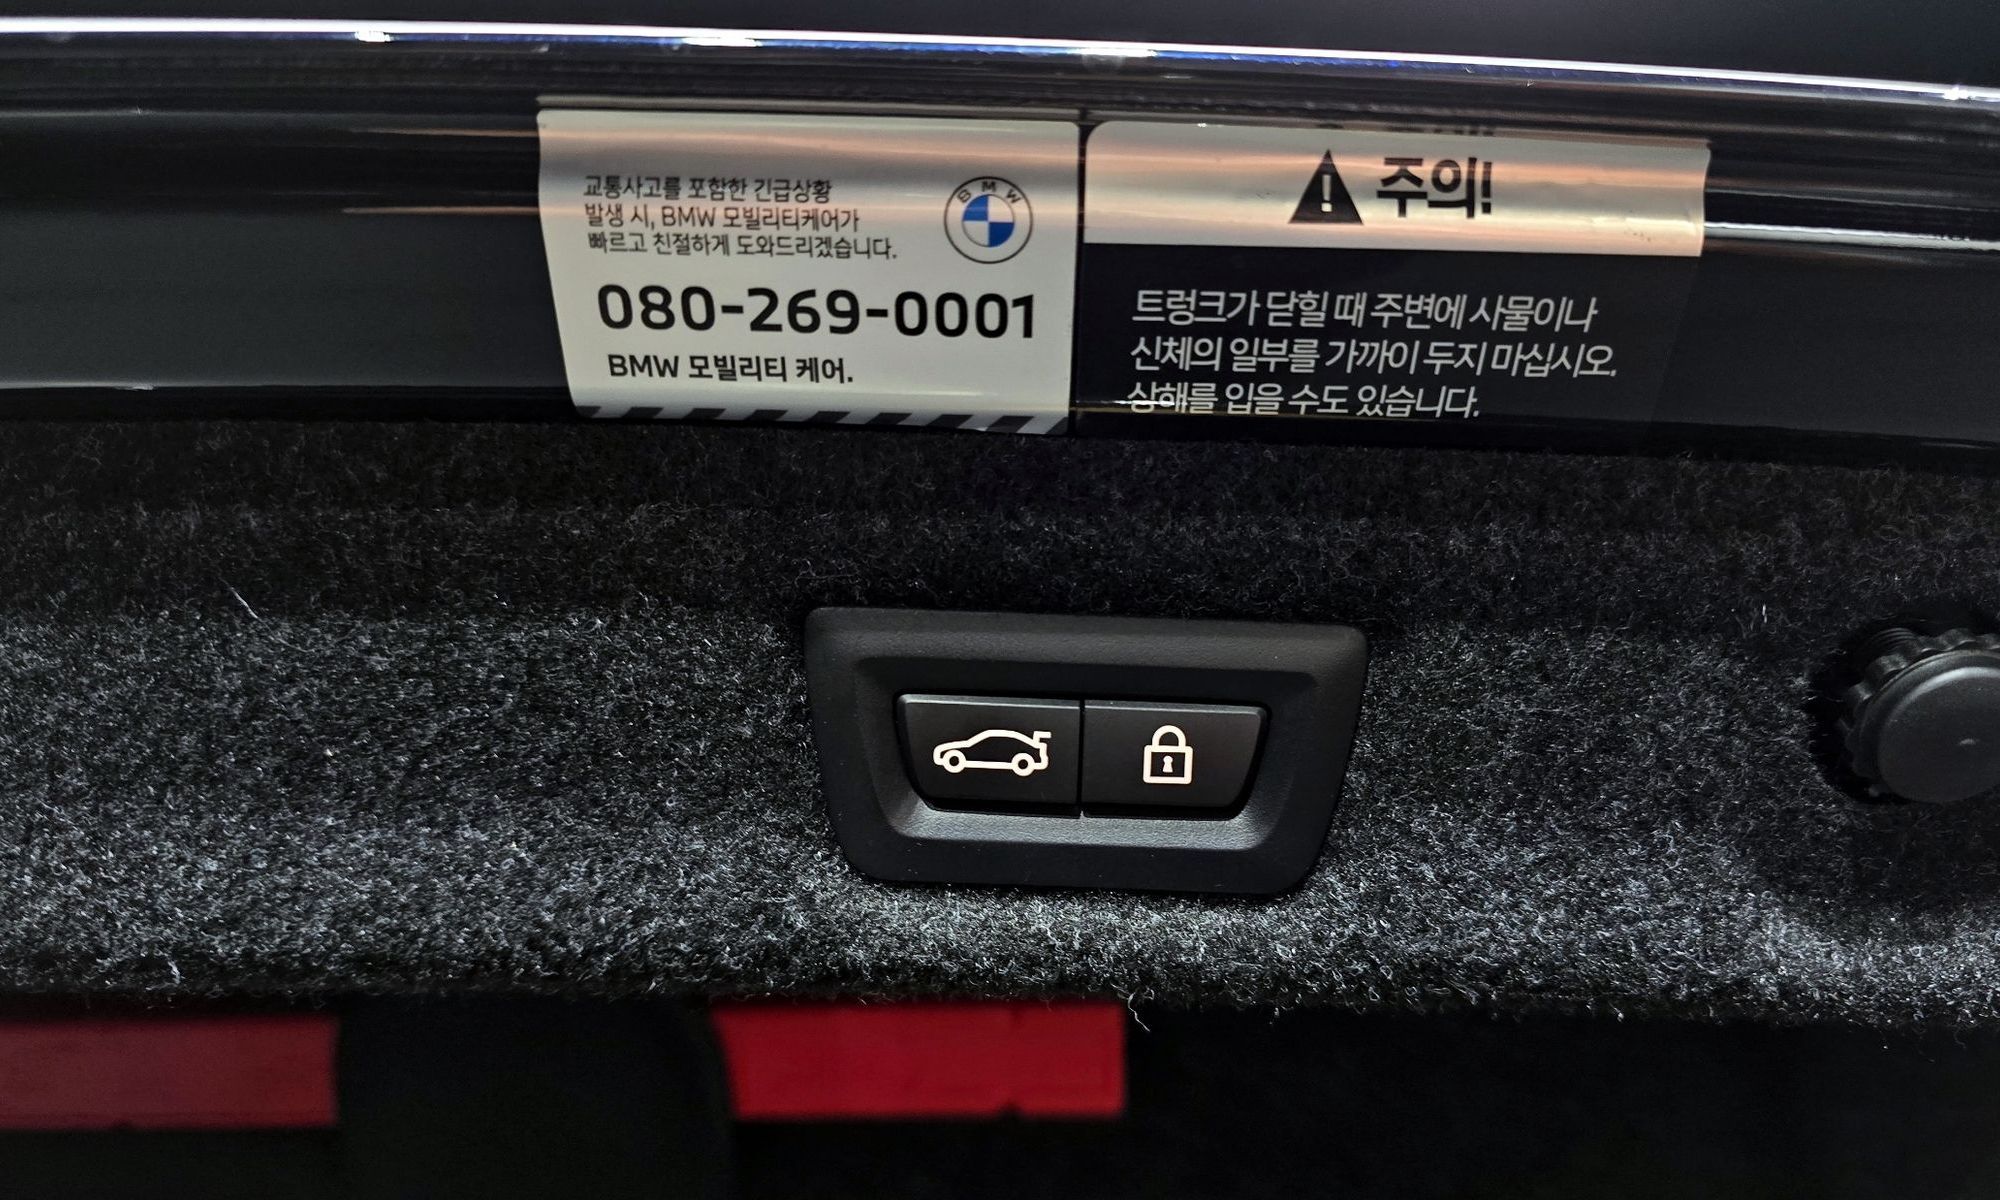 교통사고를 포함한 긴급상황
발생 시, BMW 모빌리티케어가
빠르고 친절하게 도와드리겠습니다.
BMW
080-269-0001
BMW 모빌리티 케어.
주의!
트렁크가 닫힐 때 주변에 사물이나
신체의 일부를 가까이 두지 마십시오.
상해를 입을 수도 있습니다.